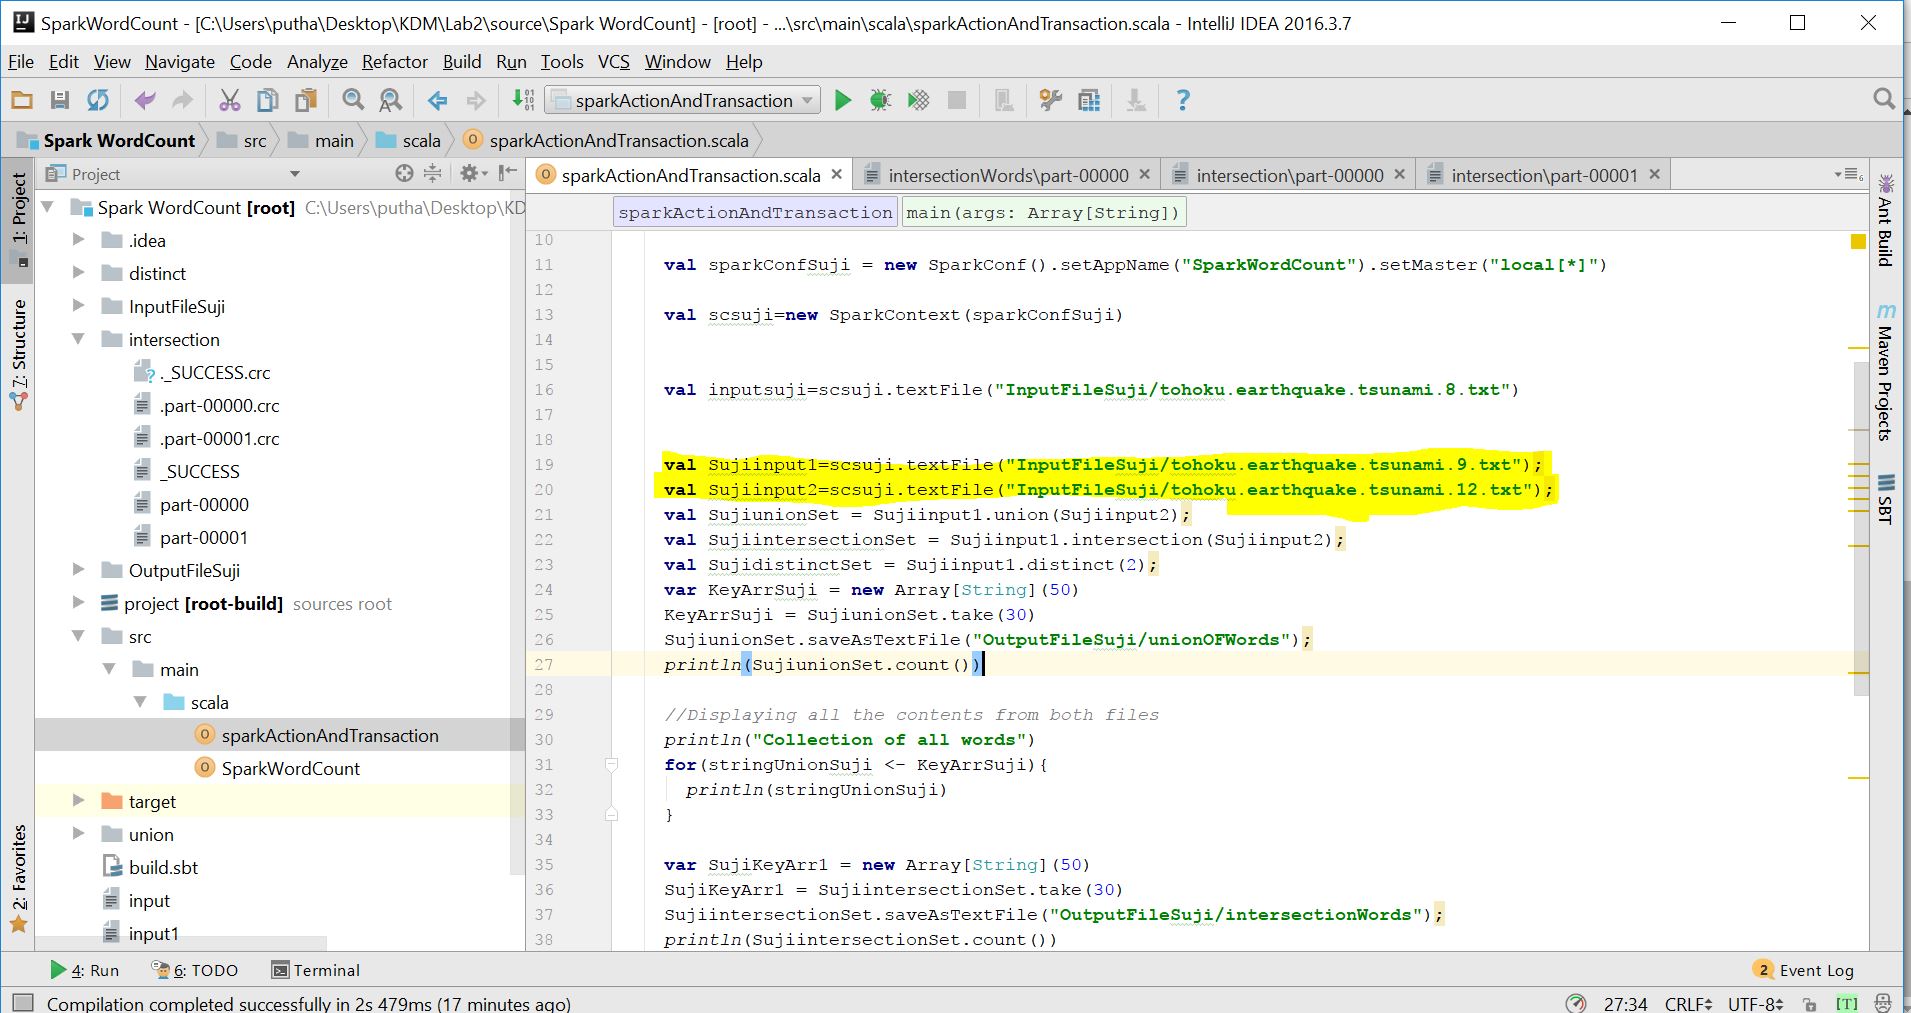 SparkWordCount - [C:\Users\putha\Desktop\KDM\Lab2\source\Spark WordCount] - [root] - ...\src\main\scala\sparkActionAndTransaction.scala - IntelliJ IDEA 2016.3.7
File Edit View Navigate Code Analyze Refactor Build Run Tools VCS Window Help
sparkActionAndTransaction
Spark WordCount src main scala sparkActionAndTransaction.scala
1: Project
7: Structure
2: Favorites
Project
Spark WordCount [root] C:\Users\putha\Desktop\KD
.idea
distinct
InputFileSuji
intersection
._SUCCESS.crc
.part-00000.crc
.part-00001.crc
_SUCCESS
part-00000
part-00001
OutputFileSuji
project [root-build] sources root
src
main
scala
sparkActionAndTransaction
SparkWordCount
target
union
build.sbt
input
input1
sparkActionAndTransaction.scala intersectionWords\part-00000 intersection\part-00000 intersection\part-00001
sparkActionAndTransaction main(args: Array[String])
10
11 val sparkConfSuji = new SparkConf().setAppName("SparkWordCount").setMaster("local[*]")
12
13 val scsuji=new SparkContext(sparkConfSuji)
14
15
16 val inputsuji=scsuji.textFile("InputFileSuji/tohoku.earthquake.tsunami.8.txt")
17
18
19 val Sujiinput1=scsuji.textFile("InputFileSuji/tohoku.earthquake.tsunami.9.txt");
20 val Sujiinput2=scsuji.textFile("InputFileSuji/tohoku.earthquake.tsunami.12.txt");
21 val SujiunionSet = Sujiinput1.union(Sujiinput2);
22 val SujiintersectionSet = Sujiinput1.intersection(Sujiinput2);
23 val SujidistinctSet = Sujiinput1.distinct(2);
24 var KeyArrSuji = new Array[String](50)
25 KeyArrSuji = SujiunionSet.take(30)
26 SujiunionSet.saveAsTextFile("OutputFileSuji/unionOFWords");
27 println(SujiunionSet.count())
28
29 //Displaying all the contents from both files
30 println("Collection of all words")
31 for(stringUnionSuji <- KeyArrSuji){
32 println(stringUnionSuji)
33 }
34
35 var SujiKeyArr1 = new Array[String](50)
36 SujiKeyArr1 = SujiintersectionSet.take(30)
37 SujiintersectionSet.saveAsTextFile("OutputFileSuji/intersectionWords");
38 println(SujiintersectionSet.count())
Ant Build
Maven Projects
SBT
4: Run 6: TODO Terminal 2 Event Log
Compilation completed successfully in 2s 479ms (17 minutes ago) 27:34 CRLF UTF-8 [T]